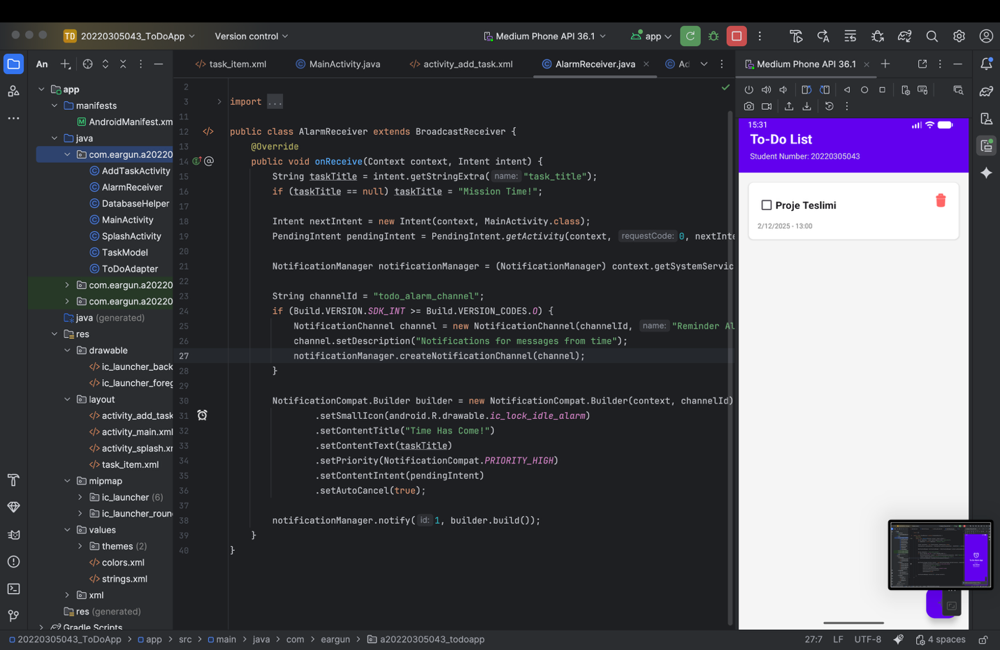 TD 20220305043_ToDoApp Version control Medium Phone API 36.1 app
An
task_item.xml MainActivity.java activity_add_task.xml AlarmReceiver.java Ad
Medium Phone API 36.1
app
manifests
AndroidManifest.xm
java
com.eargun.a20220
AddTaskActivity
AlarmReceiver
DatabaseHelper
MainActivity
SplashActivity
TaskModel
ToDoAdapter
com.eargun.a20220
com.eargun.a20220
java (generated)
res
drawable
ic_launcher_back
ic_launcher_foreg
layout
activity_add_task
activity_main.xml
activity_splash.xr
task_item.xml
mipmap
ic_launcher (6)
ic_launcher_roun
values
themes (2)
colors.xml
strings.xml
xml
res (generated)
Gradle Scripts
2
3 import ...
11
12 public class AlarmReceiver extends BroadcastReceiver {
13 @Override
14 public void onReceive(Context context, Intent intent) {
15 String taskTitle = intent.getStringExtra( name: "task_title");
16 if (taskTitle == null) taskTitle = "Mission Time!";
17
18 Intent nextIntent = new Intent(context, MainActivity.class);
19 PendingIntent pendingIntent = PendingIntent.getActivity(context, requestCode: 0, nextInte
20
21 NotificationManager notificationManager = (NotificationManager) context.getSystemServic
22
23 String channelId = "todo_alarm_channel";
24 if (Build.VERSION.SDK_INT >= Build.VERSION_CODES.O) {
25 NotificationChannel channel = new NotificationChannel(channelId, name: "Reminder Al
26 channel.setDescription("Notifications for messages from time");
27 notificationManager.createNotificationChannel(channel);
28 }
29
30 NotificationCompat.Builder builder = new NotificationCompat.Builder(context, channelId)
31 .setSmallIcon(android.R.drawable.ic_lock_idle_alarm)
32 .setContentTitle("Time Has Come!")
33 .setContentText(taskTitle)
34 .setPriority(NotificationCompat.PRIORITY_HIGH)
35 .setContentIntent(pendingIntent)
36 .setAutoCancel(true);
37
38 notificationManager.notify( id: 1, builder.build());
39 }
40 }
15:31
To-Do List
Student Number: 20220305043
Proje Teslimi
2/12/2025 - 13:00
20220305043_ToDoApp > app > src > main > java > com > eargun > a20220305043_todoapp
27:7 LF UTF-8 4 spaces